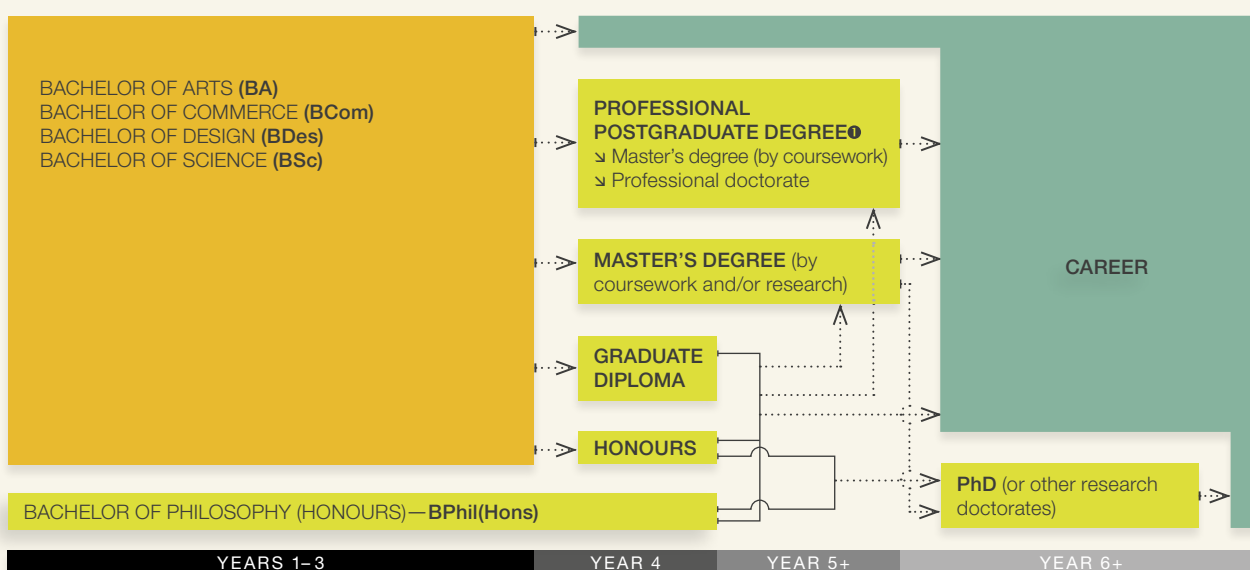 BACHELOR OF ARTS (BA)
BACHELOR OF COMMERCE (BCom)
BACHELOR OF DESIGN (BDes)
BACHELOR OF SCIENCE (BSc)
PROFESSIONAL
POSTGRADUATE DEGREE❶
↘ Master's degree (by coursework)
↘ Professional doctorate
MASTER'S DEGREE (by
coursework and/or research)
CAREER
GRADUATE
DIPLOMA
HONOURS
PhD (or other research
doctorates)
BACHELOR OF PHILOSOPHY (HONOURS)—BPhil(Hons)
YEARS 1–3
YEAR 4
YEAR 5+
YEAR 6+